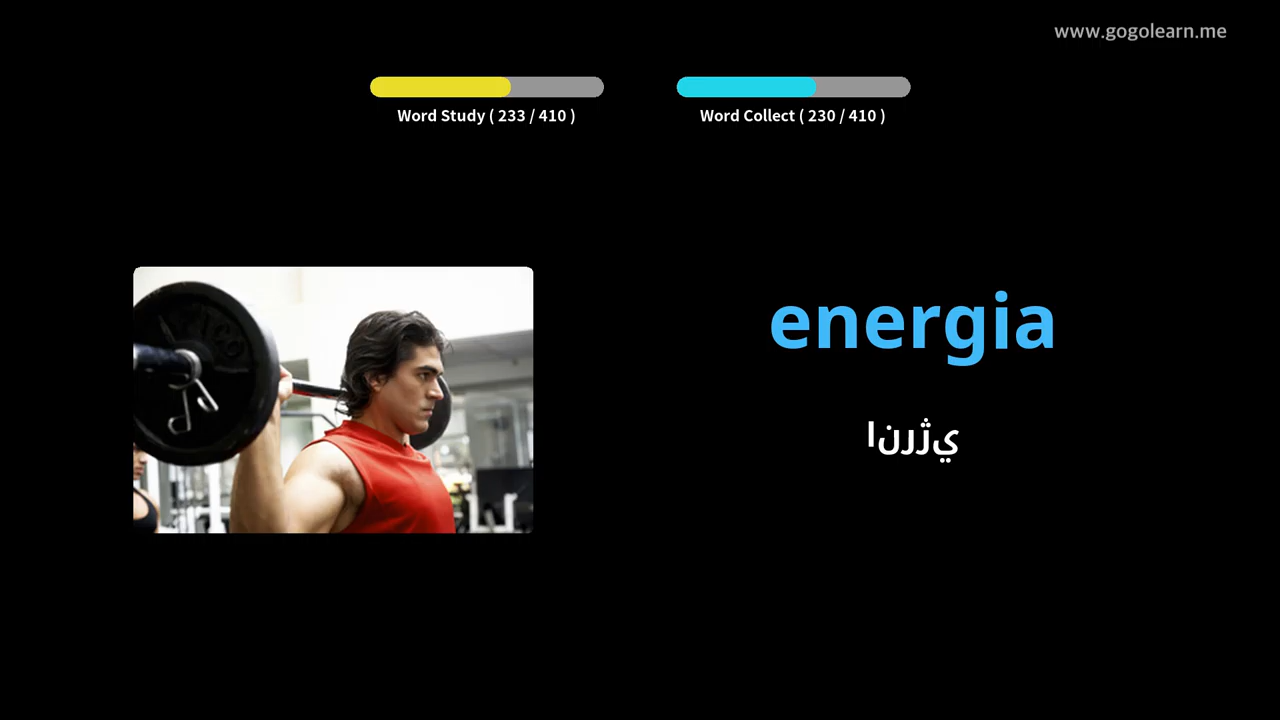 www.gogolearn.me
Word Study ( 233 / 410 )
Word Collect ( 230 / 410 )
energia
انرژي